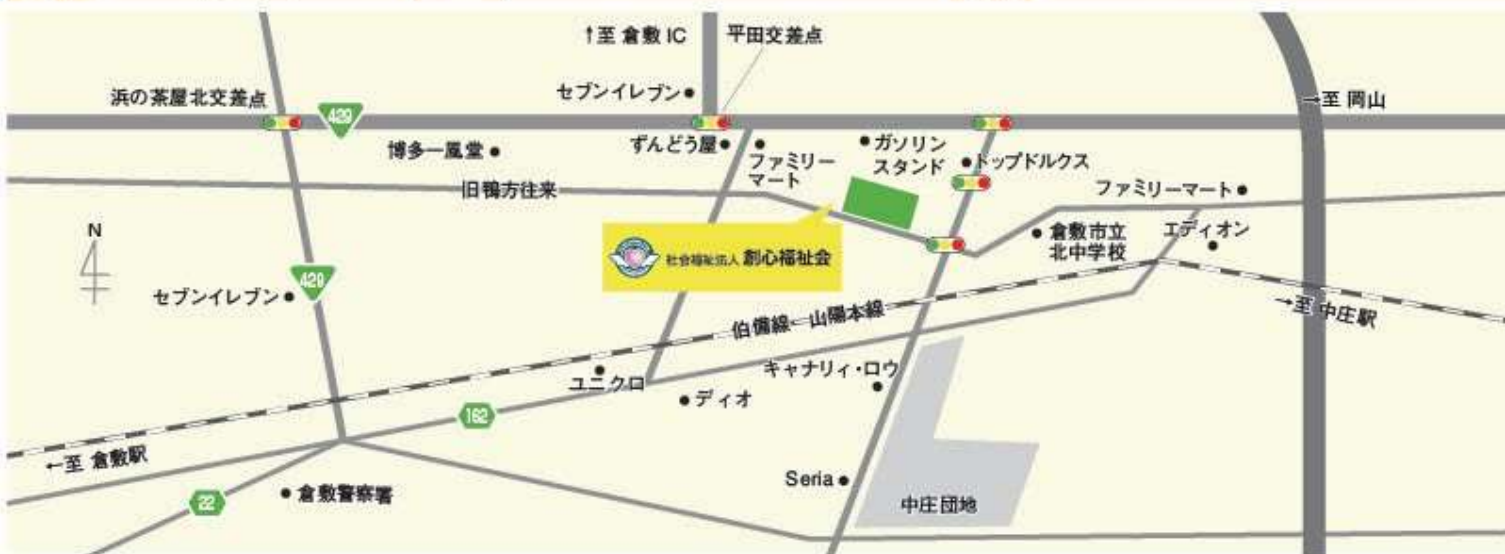 ↑至 倉敷 IC
平田交差点
セブンイレブン
浜の茶屋北交差点
429
→至 岡山
博多一風堂
ずんどう屋
ファミリー
マート
ガソリン
スタンド
トップドルクス
旧鴨方往来
ファミリーマート
N
社会福祉法人 創心福祉会
倉敷市立
北中学校
エディオン
セブンイレブン
429
伯備線・山陽本線
→至 中庄駅
ユニクロ
ディオ
キャナリィ・ロウ
162
←至 倉敷駅
22
倉敷警察署
Seria
中庄団地